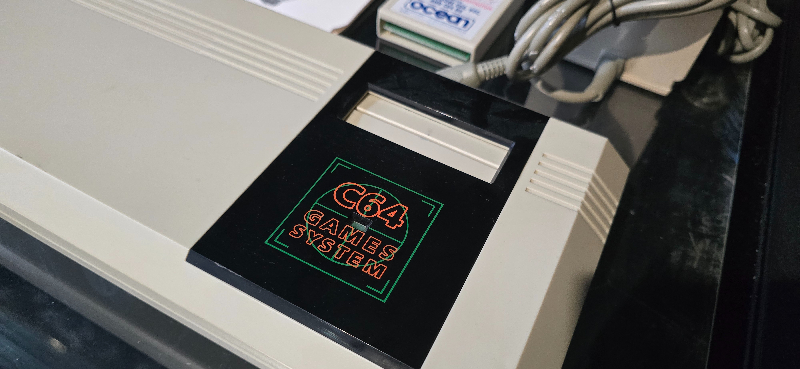 ocean
C64
GAMES
SYSTEM